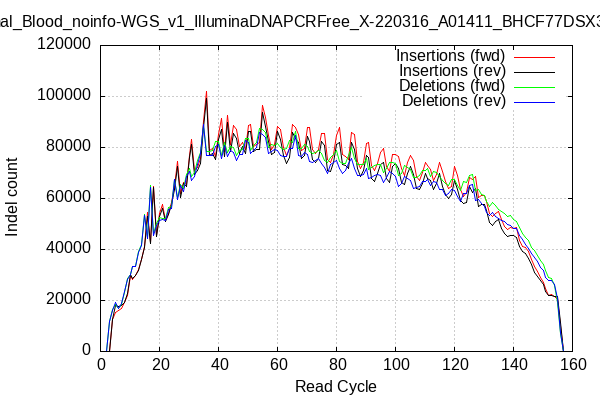 al_Blood_noinfo-WGS_v1_IlluminaDNAPCRFree_X-220316_A01411_BHCF77DSX3
120000
100000
80000
60000
40000
20000
0
Indel count
Insertions (fwd)
Insertions (rev)
Deletions (fwd)
Deletions (rev)
0 20 40 60 80 100 120 140 160
Read Cycle